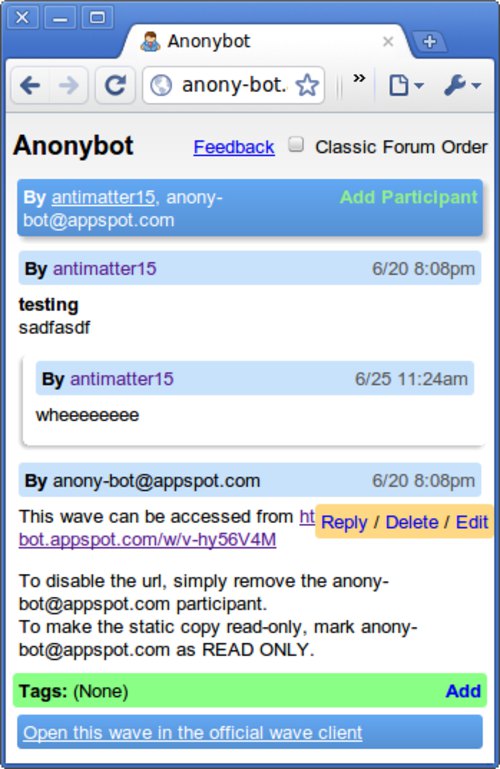 Anonybot
anony-bot.
Anonybot
Feedback Classic Forum Order
By antimatter15, anony-
bot@appspot.com
Add Participant
By antimatter15 6/20 8:08pm
testing
sadfasdf
By antimatter15 6/25 11:24am
wheeeeeeee
By anony-bot@appspot.com 6/20 8:08pm
This wave can be accessed from ht
Reply / Delete / Edit
bot.appspot.com/w/v-hy56V4M
To disable the url, simply remove the anony-
bot@appspot.com participant.
To make the static copy read-only, mark anony-
bot@appspot.com as READ ONLY.
Tags: (None) Add
Open this wave in the official wave client